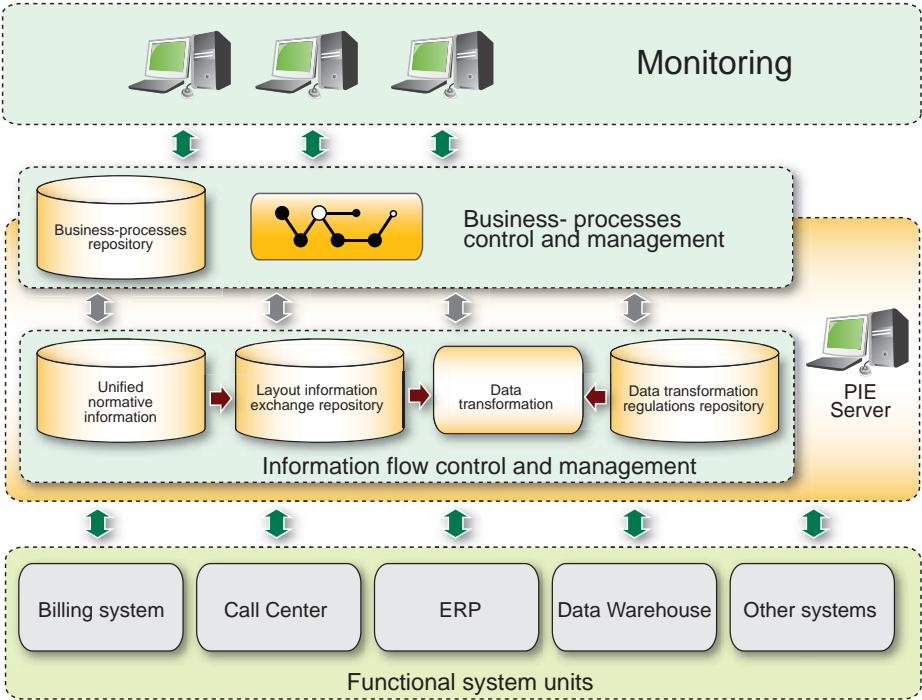 Monitoring
Business-processes
repository
Business- processes
control and management
Unified
normative
information
Layout information
exchange repository
Data
transformation
Data transformation
regulations repository
PIE
Server
Information flow control and management
Billing system
Call Center
ERP
Data Warehouse
Other systems
Functional system units